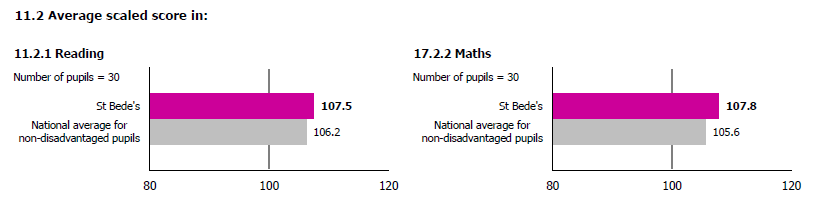 11.2 Average scaled score in:
11.2.1 Reading
Number of pupils = 30
St Bede's
107.5
National average for
non-disadvantaged pupils
106.2
80
100
120
17.2.2 Maths
Number of pupils = 30
St Bede's
107.8
National average for
non-disadvantaged pupils
105.6
80
100
120